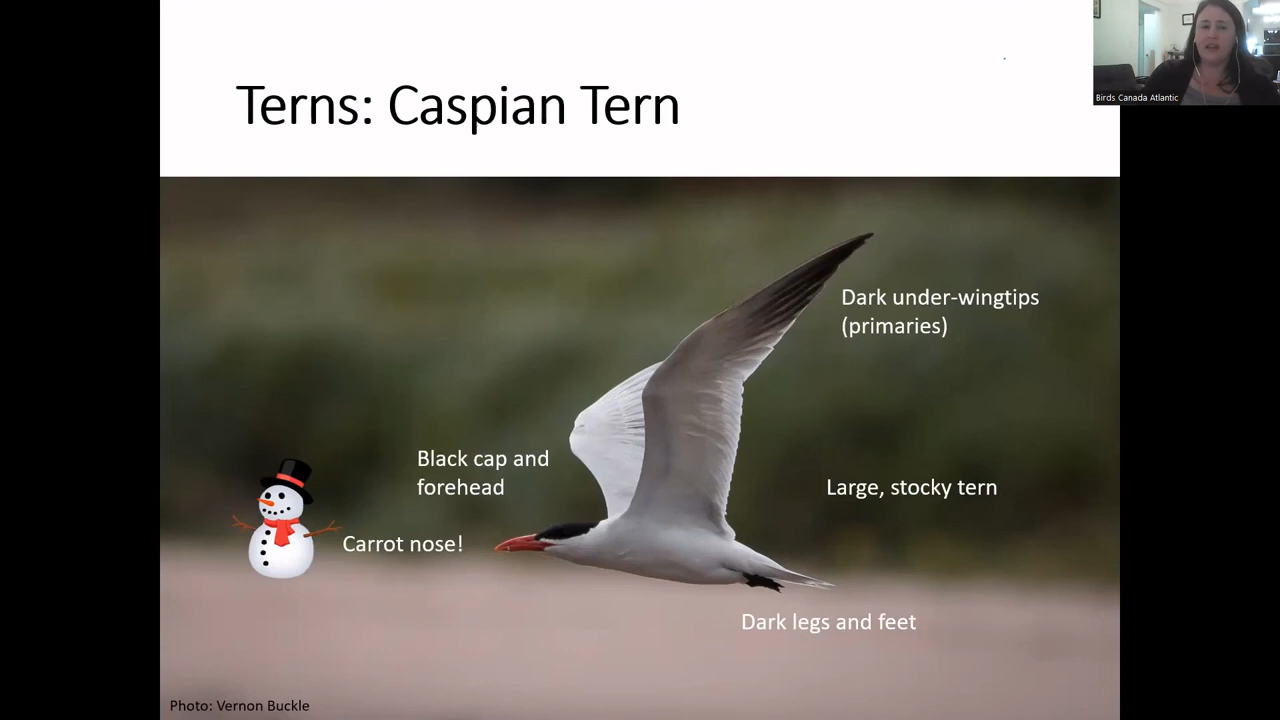 Terns: Caspian Tern
Birds Canada Atlantic
Dark under-wingtips
(primaries)
Black cap and
forehead
Large, stocky tern
Carrot nose!
Dark legs and feet
Photo: Vernon Buckle